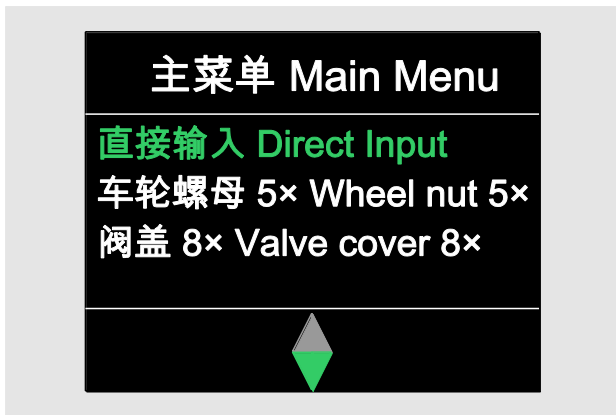 主菜单 Main Menu
直接输入 Direct Input
车轮螺母 5× Wheel nut 5×
阀盖 8× Valve cover 8×